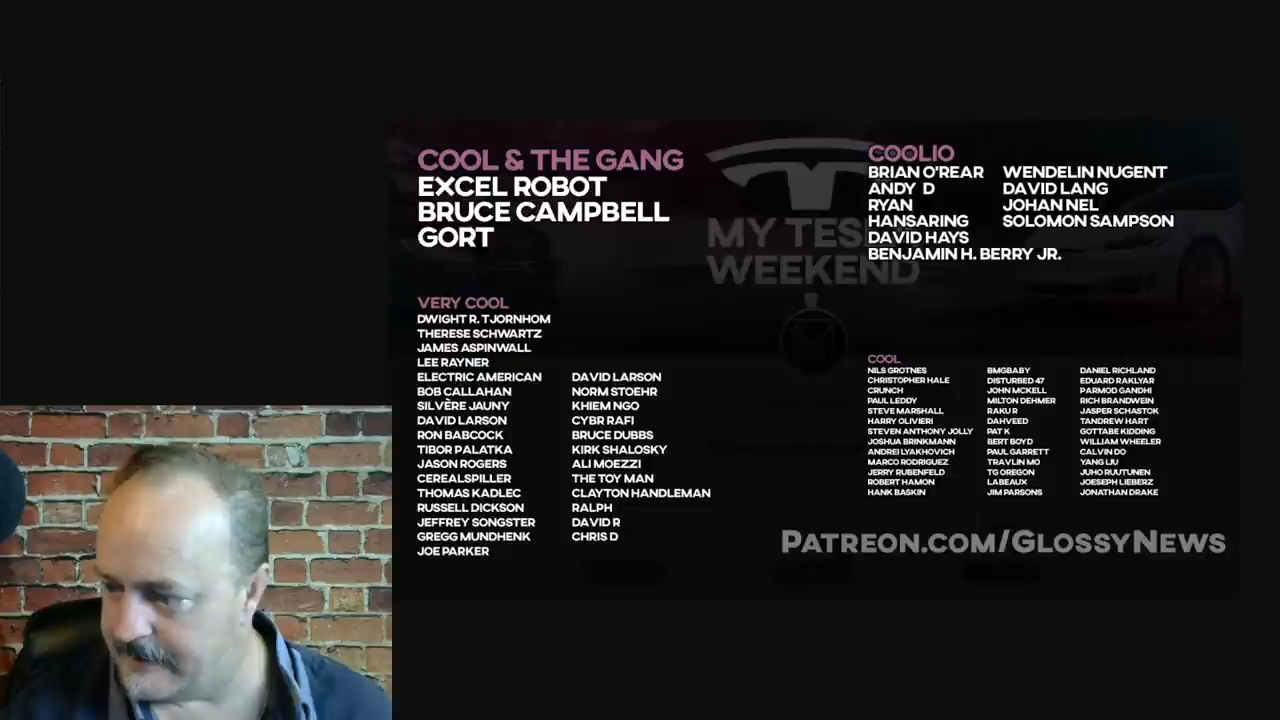 COOL & THE GANG
EXCEL ROBOT
BRUCE CAMPBELL
GORT
VERY COOL
DWIGHT R. TJORNHOM
THERESE SCHWARTZ
JAMES ASPINWALL
LEE RAYNER
ELECTRIC AMERICAN
BOB CALLAHAN
SILVÈRE JAUNY
DAVID LARSON
RON BABCOCK
TIBOR PALATKA
JASON ROGERS
CEREALSPILLER
THOMAS KADLEC
RUSSELL DICKSON
JEFFREY SONGSTER
GREGG MUNDHENK
JOE PARKER
DAVID LARSON
NORM STOEHR
KHIEM NGO
CYBR RAFI
BRUCE DUBBS
KIRK SHALOSKY
ALI MOEZZI
THE TOY MAN
CLAYTON HANDLEMAN
RALPH
DAVID R
CHRIS D
MY TES
WEEKEND
COOLIO
BRIAN O'REAR
ANDY D
RYAN
HANSARING
DAVID HAYS
BENJAMIN H. BERRY JR.
WENDELIN NUGENT
DAVID LANG
JOHAN NEL
SOLOMON SAMPSON
COOL
NILS GROTNES
CHRISTOPHER HALE
CRUNCH
PAUL LEDDY
STEVE MARSHALL
HARRY OLIVIERI
STEVEN ANTHONY JOLLY
JOSHUA BRINKMANN
ANDREI LYAKHOVICH
MARCO RODRIGUEZ
JERRY RUBENFELD
ROBERT HAMON
HANK BASKIN
BMGBABY
DISTURBED 47
JOHN MCKELL
MILTON DEHMER
RAKU R
DAHVEED
PAT K
BERT BOYD
PAUL GARRETT
TRAVLIN MO
TG OREGON
LABEAUX
JIM PARSONS
DANIEL RICHLAND
EDUARD RAKLYAR
PARMOD GANDHI
RICH BRANDWEIN
JASPER SCHASTOK
TANDREW HART
GOTTABE KIDDING
WILLIAM WHEELER
CALVIN DO
YANG LIU
JUHO RUUTUNEN
JOESEPH LIEBERZ
JONATHAN DRAKE
PATREON.COM/GLOSSYNEWS